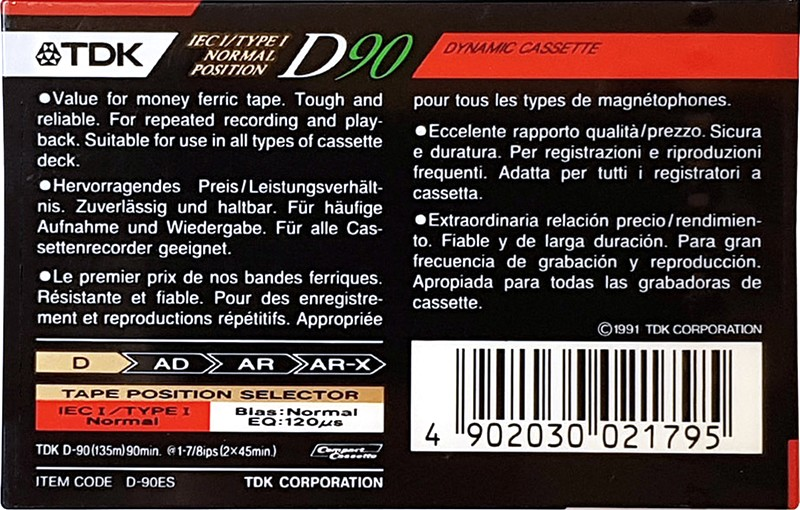 TDK
IEC I/TYPE I
NORMAL
POSITION
D90
DYNAMIC CASSETTE
●Value for money ferric tape. Tough and
reliable. For repeated recording and play-
back. Suitable for use in all types of cassette
deck.
●Hervorragendes Preis/Leistungsverhält-
nis. Zuverlässig und haltbar. Für häufige
Aufnahme und Wiedergabe. Für alle Cas-
settenrecorder geeignet.
●Le premier prix de nos bandes ferriques.
Résistante et fiable. Pour des enregistre-
ment et reproductions répétitifs. Appropriée
pour tous les types de magnétophones.
●Eccelente rapporto qualità/prezzo. Sicura
e duratura. Per registrazioni e riproduzioni
frequenti. Adatta per tutti i registratori a
cassetta.
●Extraordinaria relación precio/rendimien-
to. Fiable y de larga duración. Para gran
frecuencia de grabación y reproducción.
Apropiada para todas las grabadoras de
cassette.
©1991 TDK CORPORATION
D AD AR AR-X
TAPE POSITION SELECTOR
IEC I/TYPE I
Normal
Bias:Normal
EQ:120μs
TDK D-90(135m)90min. @1-7/8ips(2×45min.)
Compact
Cassette
ITEM CODE D-90ES
TDK CORPORATION
4 902030 021795